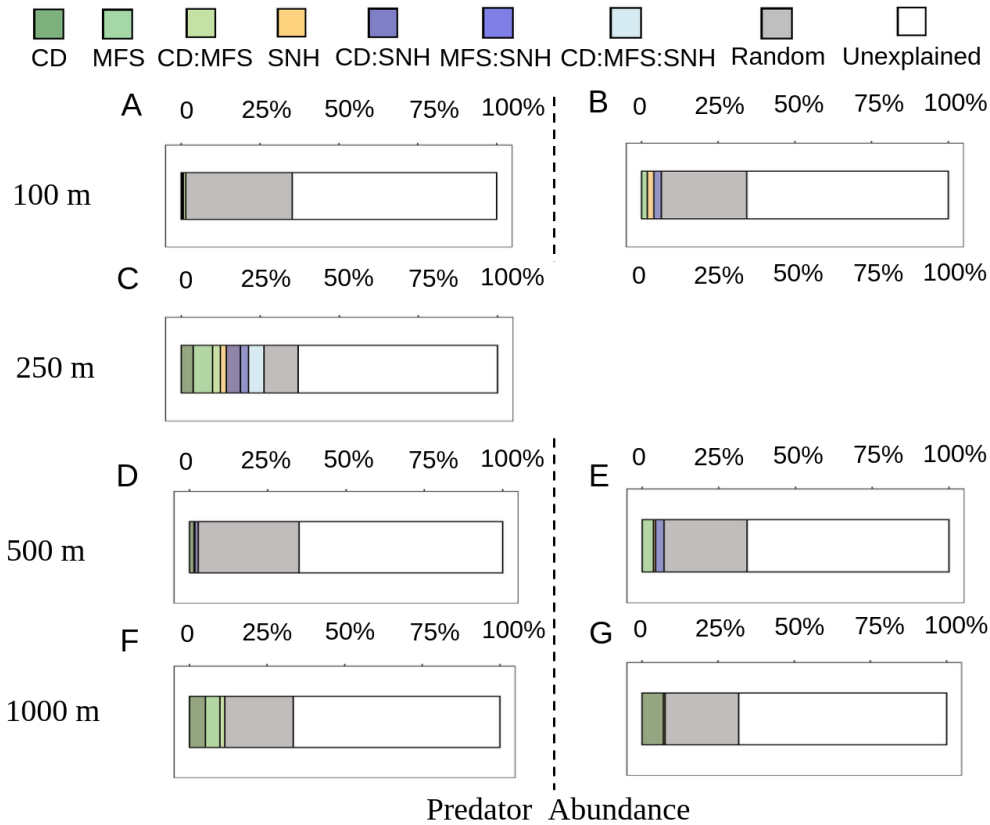 CD MFS CD:MFS SNH CD:SNH MFS:SNH CD:MFS:SNH Random Unexplained
A 0 25% 50% 75% 100% B 0 25% 50% 75% 100%
100 m
C 0 25% 50% 75% 100% 0 25% 50% 75% 100%
250 m
D 0 25% 50% 75% 100% E 0 25% 50% 75% 100%
500 m
F 0 25% 50% 75% 100% G 0 25% 50% 75% 100%
1000 m
Predator Abundance